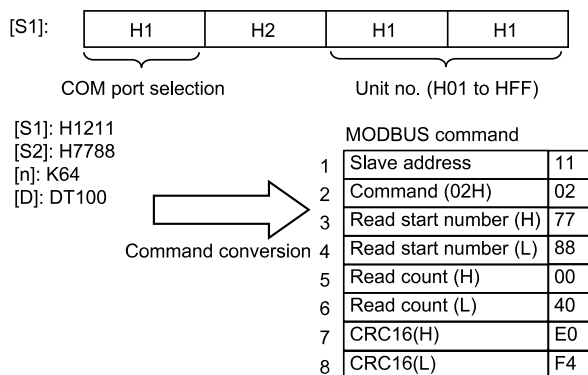 [S1]: H1 H2 H1 H1
COM port selection Unit no. (H01 to HFF)
[S1]: H1211
[S2]: H7788
[n]: K64
[D]: DT100
Command conversion
MODBUS command
1 Slave address 11
2 Command (02H) 02
3 Read start number (H) 77
4 Read start number (L) 88
5 Read count (H) 00
6 Read count (L) 40
7 CRC16(H) E0
8 CRC16(L) F4